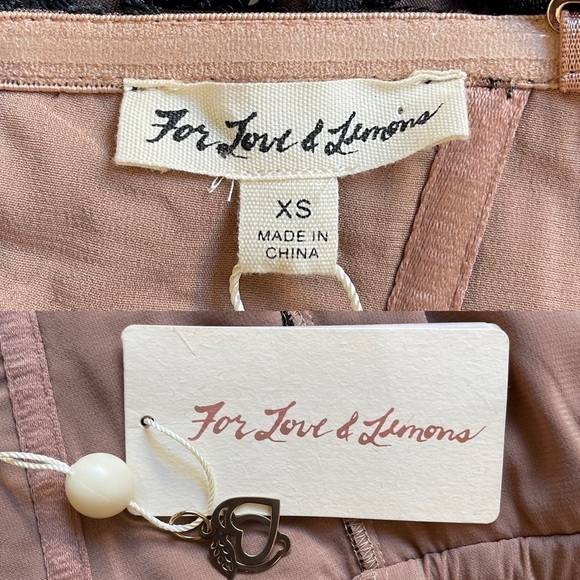 For Love & Lemons
XS
MADE IN
CHINA
For Love & Lemons